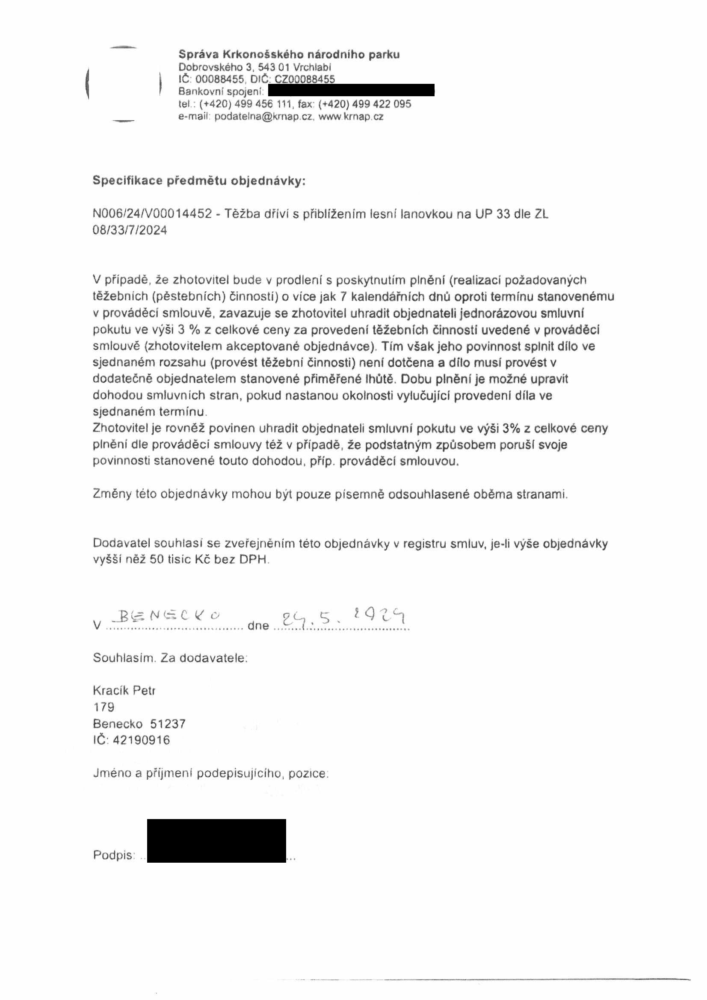 Správa Krkonošského národního parku
Dobrovského 3, 543 01 Vrchlabí
IČ: 00088455, DIČ: CZ00088455
Bankovní spojení:
tel.: (+420) 499 456 111, fax: (+420) 499 422 095
e-mail: podatelna@krnap.cz, www.krnap.cz
Specifikace předmětu objednávky:
N006/24/V00014452 - Těžba dříví s přiblížením lesní lanovkou na UP 33 dle ZL
08/33/7/2024
V případě, že zhotovitel bude v prodlení s poskytnutím plnění (realizací požadovaných
těžebních (pěstebních) činností) o více jak 7 kalendářních dnů oproti termínu stanovenému
v prováděcí smlouvě, zavazuje se zhotovitel uhradit objednateli jednorázovou smluvní
pokutu ve výši 3 % z celkové ceny za provedení těžebních činností uvedené v prováděcí
smlouvě (zhotovitelem akceptované objednávce). Tím však jeho povinnost splnit dílo ve
sjednaném rozsahu (provést těžební činnosti) není dotčena a dílo musí provést v
dodatečně objednatelem stanovené přiměřené lhůtě. Dobu plnění je možné upravit
dohodou smluvních stran, pokud nastanou okolnosti vylučující provedení díla ve
sjednaném termínu.
Zhotovitel je rovněž povinen uhradit objednateli smluvní pokutu ve výši 3% z celkové ceny
plnění dle prováděcí smlouvy též v případě, že podstatným způsobem poruší svoje
povinnosti stanovené touto dohodou, příp. prováděcí smlouvou.
Změny této objednávky mohou být pouze písemně odsouhlasené oběma stranami.
Dodavatel souhlasí se zveřejněním této objednávky v registru smluv, je-li výše objednávky
vyšší něž 50 tisíc Kč bez DPH.
V BENECKO dne 24.5. 2024
Souhlasím. Za dodavatele:
Kracík Petr
179
Benecko 51237
IČ: 42190916
Jméno a příjmení podepisujícího, pozice:
Podpis: .. ...